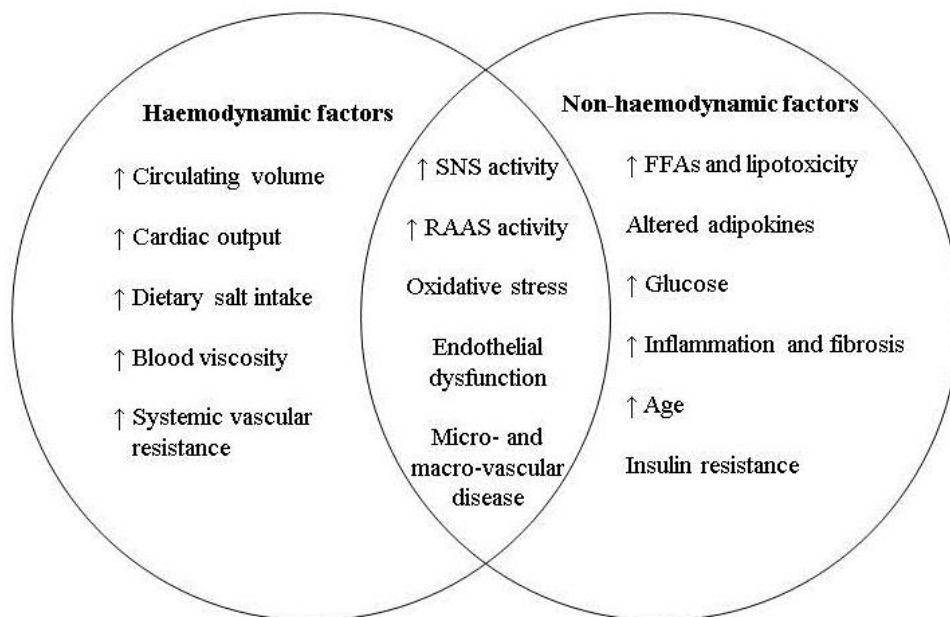 Haemodynamic factors
↑ Circulating volume
↑ Cardiac output
↑ Dietary salt intake
↑ Blood viscosity
↑ Systemic vascular
resistance
↑ SNS activity
↑ RAAS activity
Oxidative stress
Endothelial
dysfunction
Micro- and
macro-vascular
disease
Non-haemodynamic factors
↑ FFAs and lipotoxicity
Altered adipokines
↑ Glucose
↑ Inflammation and fibrosis
↑ Age
Insulin resistance